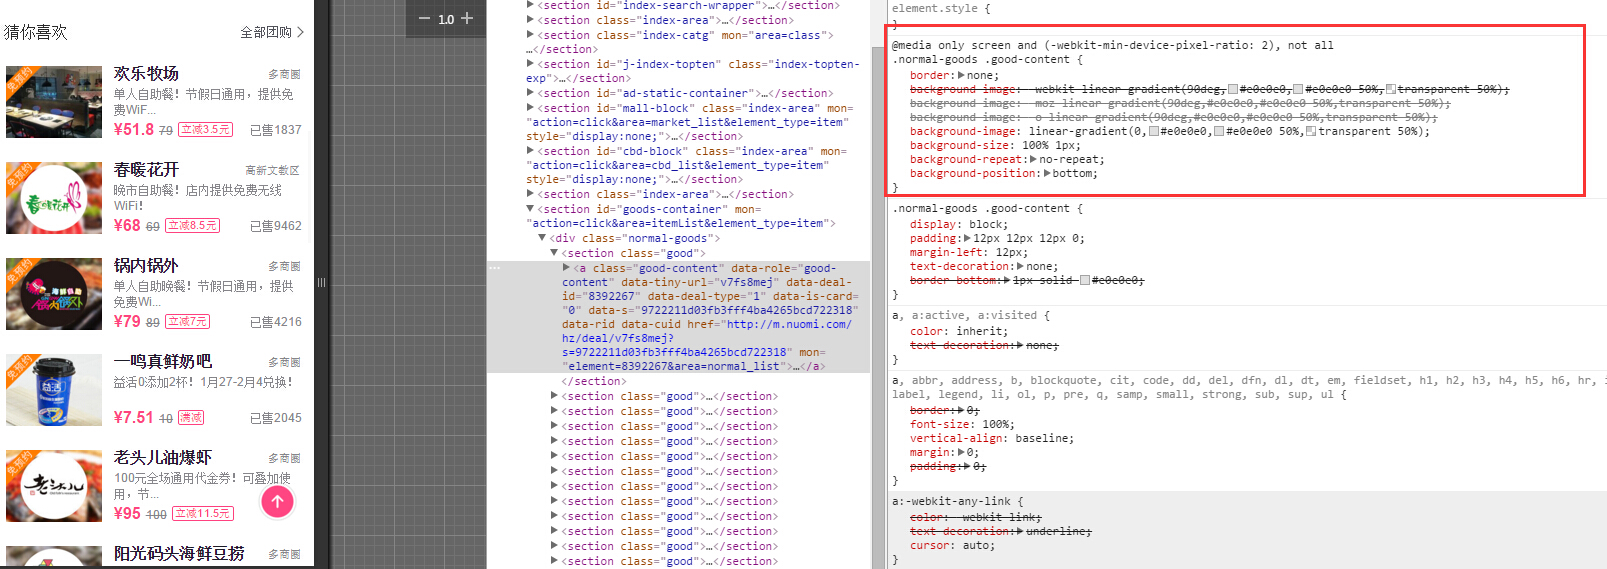 猜你喜欢
全部团购
免预约
欢乐牧场
多商圈
单人自助餐！节假日通用，提供免
费WiF...
¥51.8 79 立减3.5元 已售1837
免预约
春暖花开
高新文教区
晚市自助餐！店内提供免费无线
WiFi！
¥68 69 立减8.5元 已售9462
免预约
锅内锅外
多商圈
单人自助晚餐！节假日通用，提供
免费Wi...
¥79 89 立减7元 已售4216
免预约
一鸣真鲜奶吧
多商圈
益活0添加2杯！1月27-2月4兑换！
¥7.51 10 满减 已售2045
免预约
老头儿油爆虾
多商圈
100元全场通用代金券！可叠加使
用，节...
¥95 100 立减11.5元
阳光码头海鲜豆捞
多商圈
1.0
<section id="index-search-wrapper">…</section>
<section class="index-area">…</section>
<section class="index-catg" mon="area=class">
…</section>
<section id="j-index-topten" class="index-topten-
exp">…</section>
<section id="ad-static-container">…</section>
<section id="mall-block" class="index-area" mon=
"action=click&area=market_list&element_type=item"
style="display:none;">…</section>
<section id="cbd-block" class="index-area" mon=
"action=click&area=cbd_list&element_type=item"
style="display:none;">…</section>
<section class="index-area">…</section>
<section id="goods-container" mon=
"action=click&area=itemList&element_type=item">
<div class="normal-goods">
<section class="good">
<a class="good-content" data-role="good-
content" data-tiny-url="v7fs8mej" data-deal-
id="8392267" data-deal-type="1" data-is-card=
"0" data-s="9722211d03fb3fff4ba4265bcd722318"
data-rid data-cuid href="http://m.nuomi.com/
hz/deal/v7fs8mej?
s=9722211d03fb3fff4ba4265bcd722318" mon=
"element=8392267&area=normal_list">…</a>
</section>
<section class="good">…</section>
<section class="good">…</section>
<section class="good">…</section>
<section class="good">…</section>
<section class="good">…</section>
<section class="good">…</section>
<section class="good">…</section>
<section class="good">…</section>
<section class="good">…</section>
<section class="good">…</section>
<section class="good">…</section>
<section class="good">…</section>
element.style {
}
@media only screen and (-webkit-min-device-pixel-ratio: 2), not all
.normal-goods .good-content {
border: none;
background-image: -webkit-linear-gradient(90deg,#e0e0e0,#e0e0e0 50%,transparent 50%);
background-image: -moz-linear-gradient(90deg,#e0e0e0,#e0e0e0 50%,transparent 50%);
background-image: -o-linear-gradient(90deg,#e0e0e0,#e0e0e0 50%,transparent 50%);
background-image: linear-gradient(0,#e0e0e0,#e0e0e0 50%,transparent 50%);
background-size: 100% 1px;
background-repeat: no-repeat;
background-position: bottom;
}
.normal-goods .good-content {
display: block;
padding: 12px 12px 12px 0;
margin-left: 12px;
text-decoration: none;
border-bottom: 1px solid #e0e0e0;
}
a, a:active, a:visited {
color: inherit;
text-decoration: none;
}
a, abbr, address, b, blockquote, cit, code, dd, del, dfn, dl, dt, em, fieldset, h1, h2, h3, h4, h5, h6, hr, i
label, legend, li, ol, p, pre, q, samp, small, strong, sub, sup, ul {
border: 0;
font-size: 100%;
vertical-align: baseline;
margin: 0;
padding: 0;
}
a:-webkit-any-link {
color: -webkit-link;
text-decoration: underline;
cursor: auto;
}